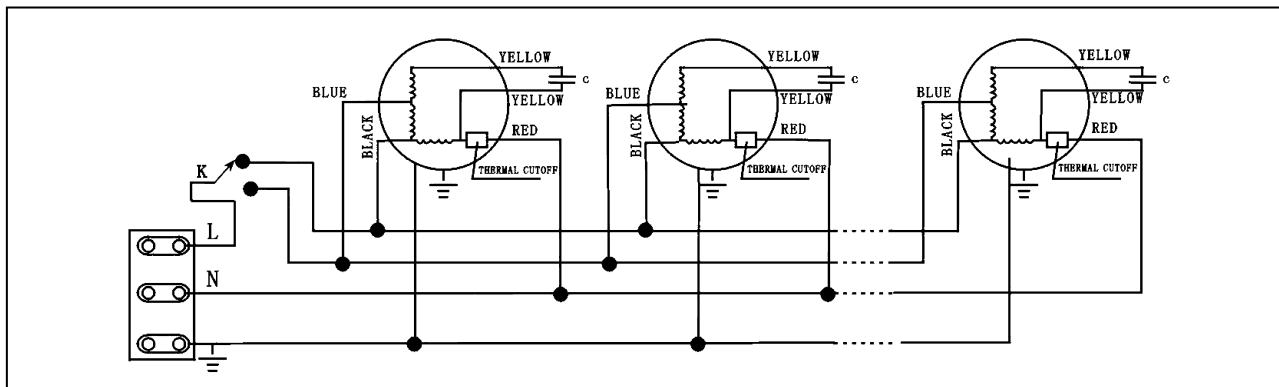 YELLOW
C
BLUE
YELLOW
BLACK
RED
THERMAL CUTOFF
YELLOW
C
BLUE
YELLOW
BLACK
RED
THERMAL CUTOFF
YELLOW
C
BLUE
YELLOW
BLACK
RED
THERMAL CUTOFF
K
L
N